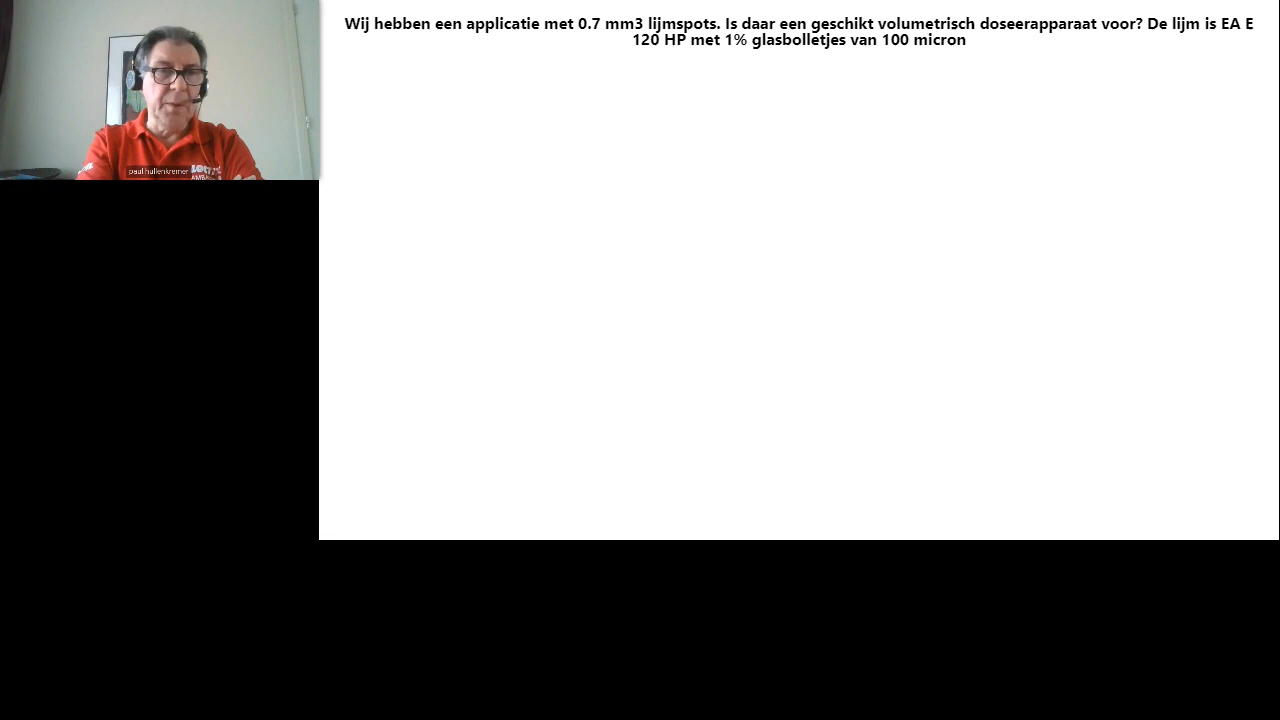 Wij hebben een applicatie met 0.7 mm3 lijmspots. Is daar een geschikt volumetrisch doseerapparaat voor? De lijm is EA E
120 HP met 1% glasbolletjes van 100 micron
paul hullenkremer